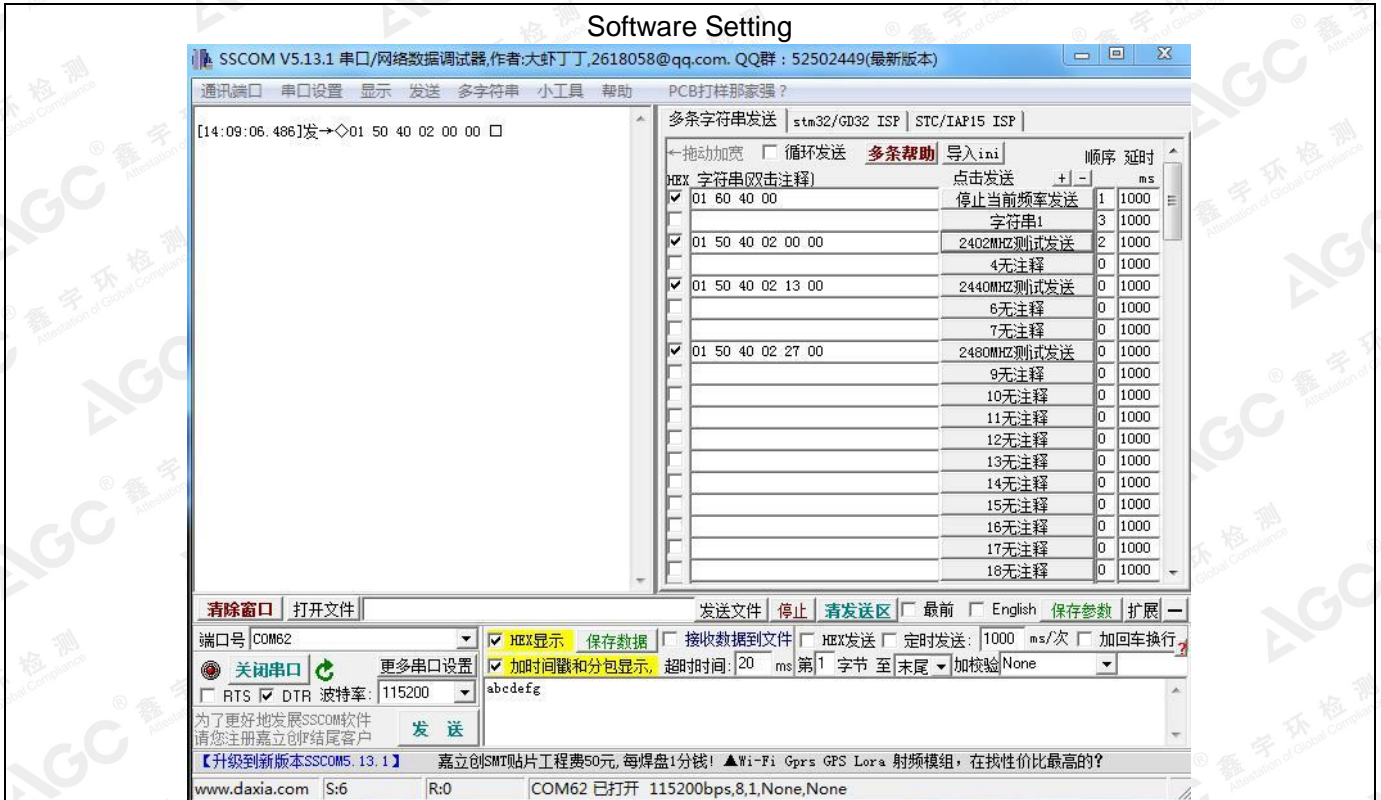 Software Setting
SSCOM V5.13.1 串口/网络数据调试器,作者:大虾丁丁,2618058@qq.com. QQ群：52502449(最新版本)
通讯端口 串口设置 显示 发送 多字符串 小工具 帮助 PCB打样那家强？
[14:09:06.486]发→◇01 50 40 02 00 00 □
多条字符串发送 stm32/GD32 ISP STC/IAP15 ISP
←拖动加宽 循环发送 多条帮助 导入ini 顺序 延时
HEX 字符串(双击注释) 点击发送 + - ms
01 60 40 00 停止当前频率发送 1 1000
字符串1 3 1000
01 50 40 02 00 00 2402MHZ测试发送 2 1000
4无注释 0 1000
01 50 40 02 13 00 2440MHZ测试发送 0 1000
6无注释 0 1000
7无注释 0 1000
01 50 40 02 27 00 2480MHZ测试发送 0 1000
9无注释 0 1000
10无注释 0 1000
11无注释 0 1000
12无注释 0 1000
13无注释 0 1000
14无注释 0 1000
15无注释 0 1000
16无注释 0 1000
17无注释 0 1000
18无注释 0 1000
清除窗口 打开文件 发送文件 停止 清发送区 最前 English 保存参数 扩展 —
端口号 COM62 HEX显示 保存数据 接收数据到文件 HEX发送 定时发送: 1000 ms/次 加回车换行
关闭串口 更多串口设置 加时间戳和分包显示, 超时时间: 20 ms 第1 字节 至 末尾 加校验 None
RTS DTR 波特率: 115200 abcdefg
为了更好地发展SSCOM软件
请您注册嘉立创F结尾客户 发 送
【升级到新版本SSCOM5.13.1】 嘉立创SMT贴片工程费50元,每焊盘1分钱! ▲Wi-Fi Gprs GPS Lora 射频模组，在找性价比最高的?
www.daxia.com S:6 R:0 COM62 已打开 115200bps,8,1,None,None
AGC
鑫宇环检测
Attestation of Global Compliance